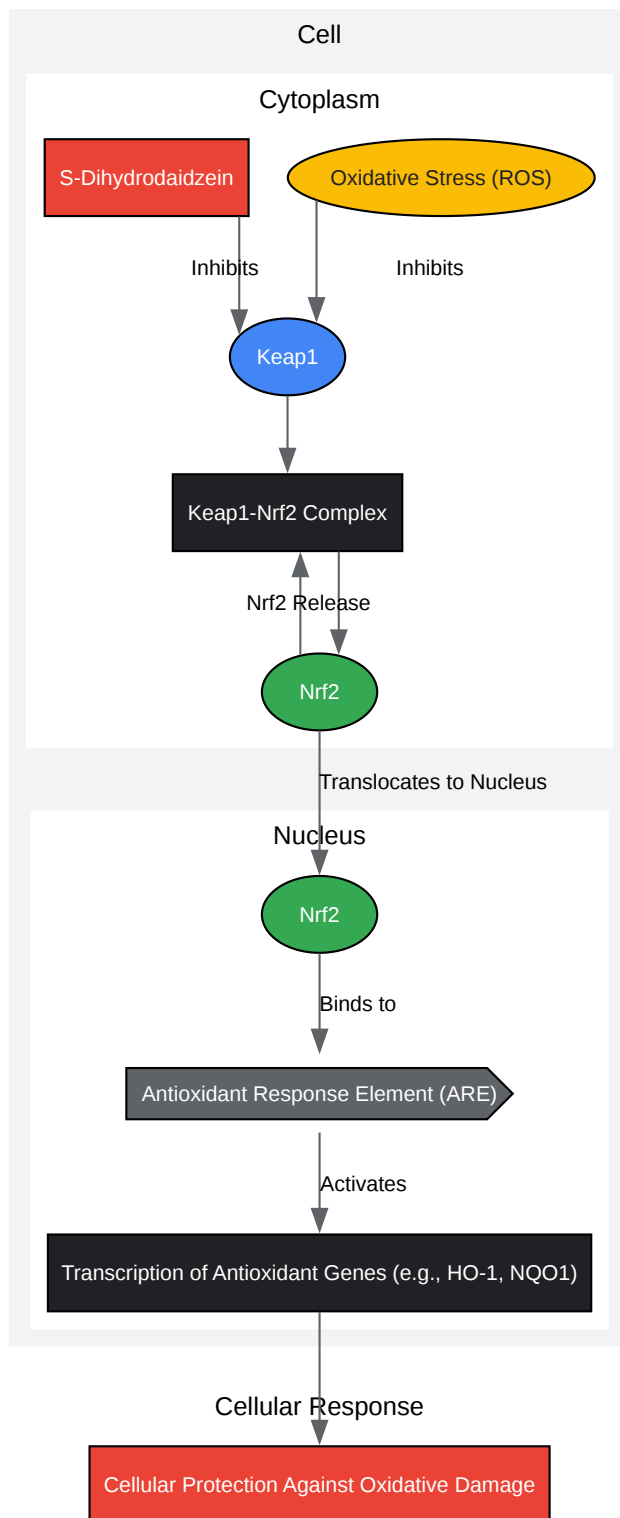 Cell
Cytoplasm
S-Dihydrodaidzein
Oxidative Stress (ROS)
Inhibits
Inhibits
Keap1
Keap1-Nrf2 Complex
Nrf2 Release
Nrf2
Translocates to Nucleus
Nucleus
Nrf2
Binds to
Antioxidant Response Element (ARE)
Activates
Transcription of Antioxidant Genes (e.g., HO-1, NQO1)
Cellular Response
Cellular Protection Against Oxidative Damage